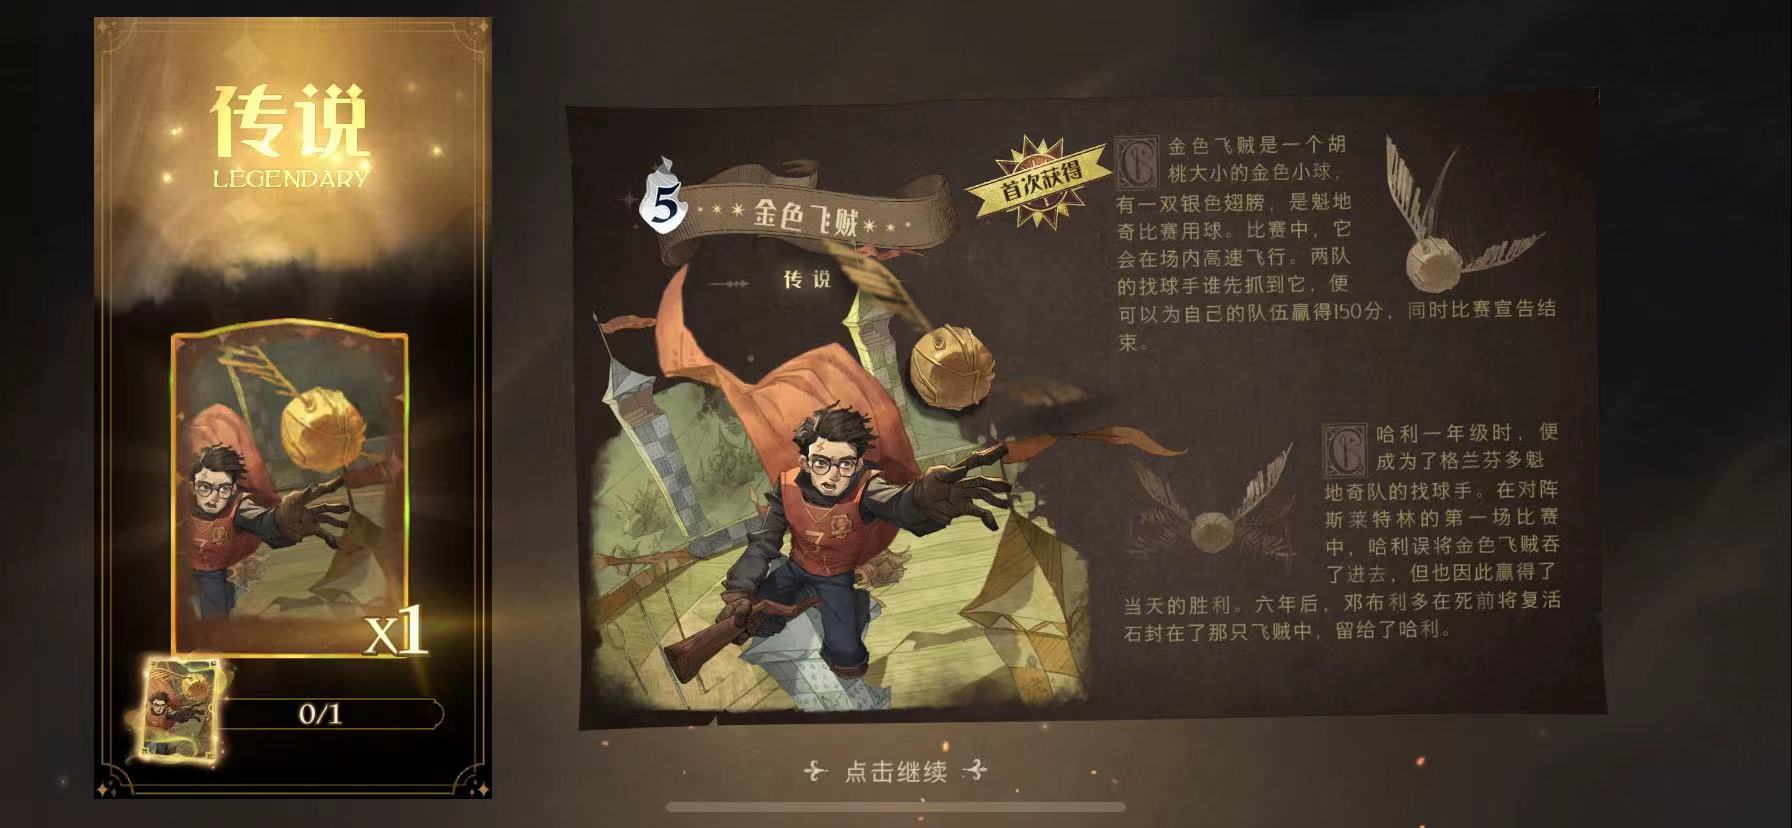 传说
LEGENDARY
x1
0/1
5
金色飞贼
首次获得
传说
金色飞贼是一个胡
桃大小的金色小球，
有一双银色翅膀，是魁地
奇比赛用球。比赛中，它
会在场内高速飞行。两队
的找球手谁先抓到它，便
可以为自己的队伍赢得150分，同时比赛宣告结
束。
哈利一年级时，便
成为了格兰芬多魁
地奇队的找球手。在对阵
斯莱特林的第一场比赛
中，哈利误将金色飞贼吞
了进去，但也因此赢得了
当天的胜利。六年后，邓布利多在死前将复活
石封在了那只飞贼中，留给了哈利。
点击继续